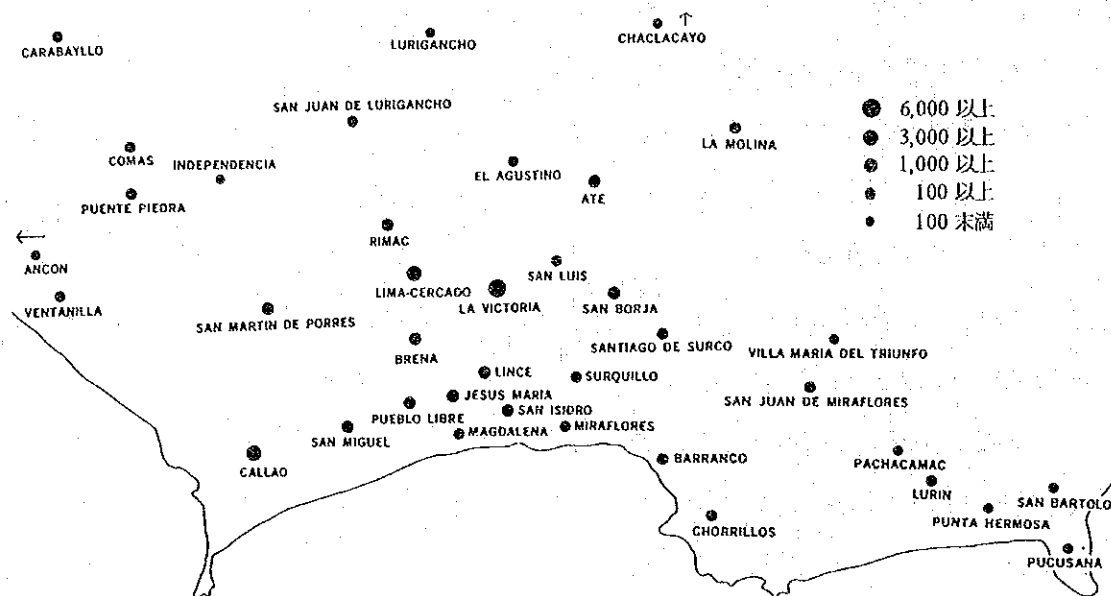 CARABAYLLO
LURIGANCHO
CHACLACAYO
↑
SAN JUAN DE LURIGANCHO
6,000 以上
3,000 以上
1,000 以上
100 以上
100 末満
LA MOLINA
COMAS
INDEPENDENCIA
EL AGUSTINO
ATE
PUENTE PIEDRA
RIMAC
←
ANCON
SAN LUIS
LIMA-CERCADO
LA VICTORIA
SAN BORJA
VENTANILLA
SAN MARTIN DE PORRES
SANTIAGO DE SURCO
VILLA MARIA DEL TRIUNFO
BRENA
LINCE
SURQUILLO
JESUS MARIA
SAN JUAN DE MIRAFLORES
PUEBLO LIBRE
SAN ISIDRO
SAN MIGUEL
MAGDALENA
MIRAFLORES
CALLAO
BARRANCO
PACHACAMAC
LURIN
SAN BARTOLO
PUNTA HERMOSA
CHORRILLOS
PUCUSANA